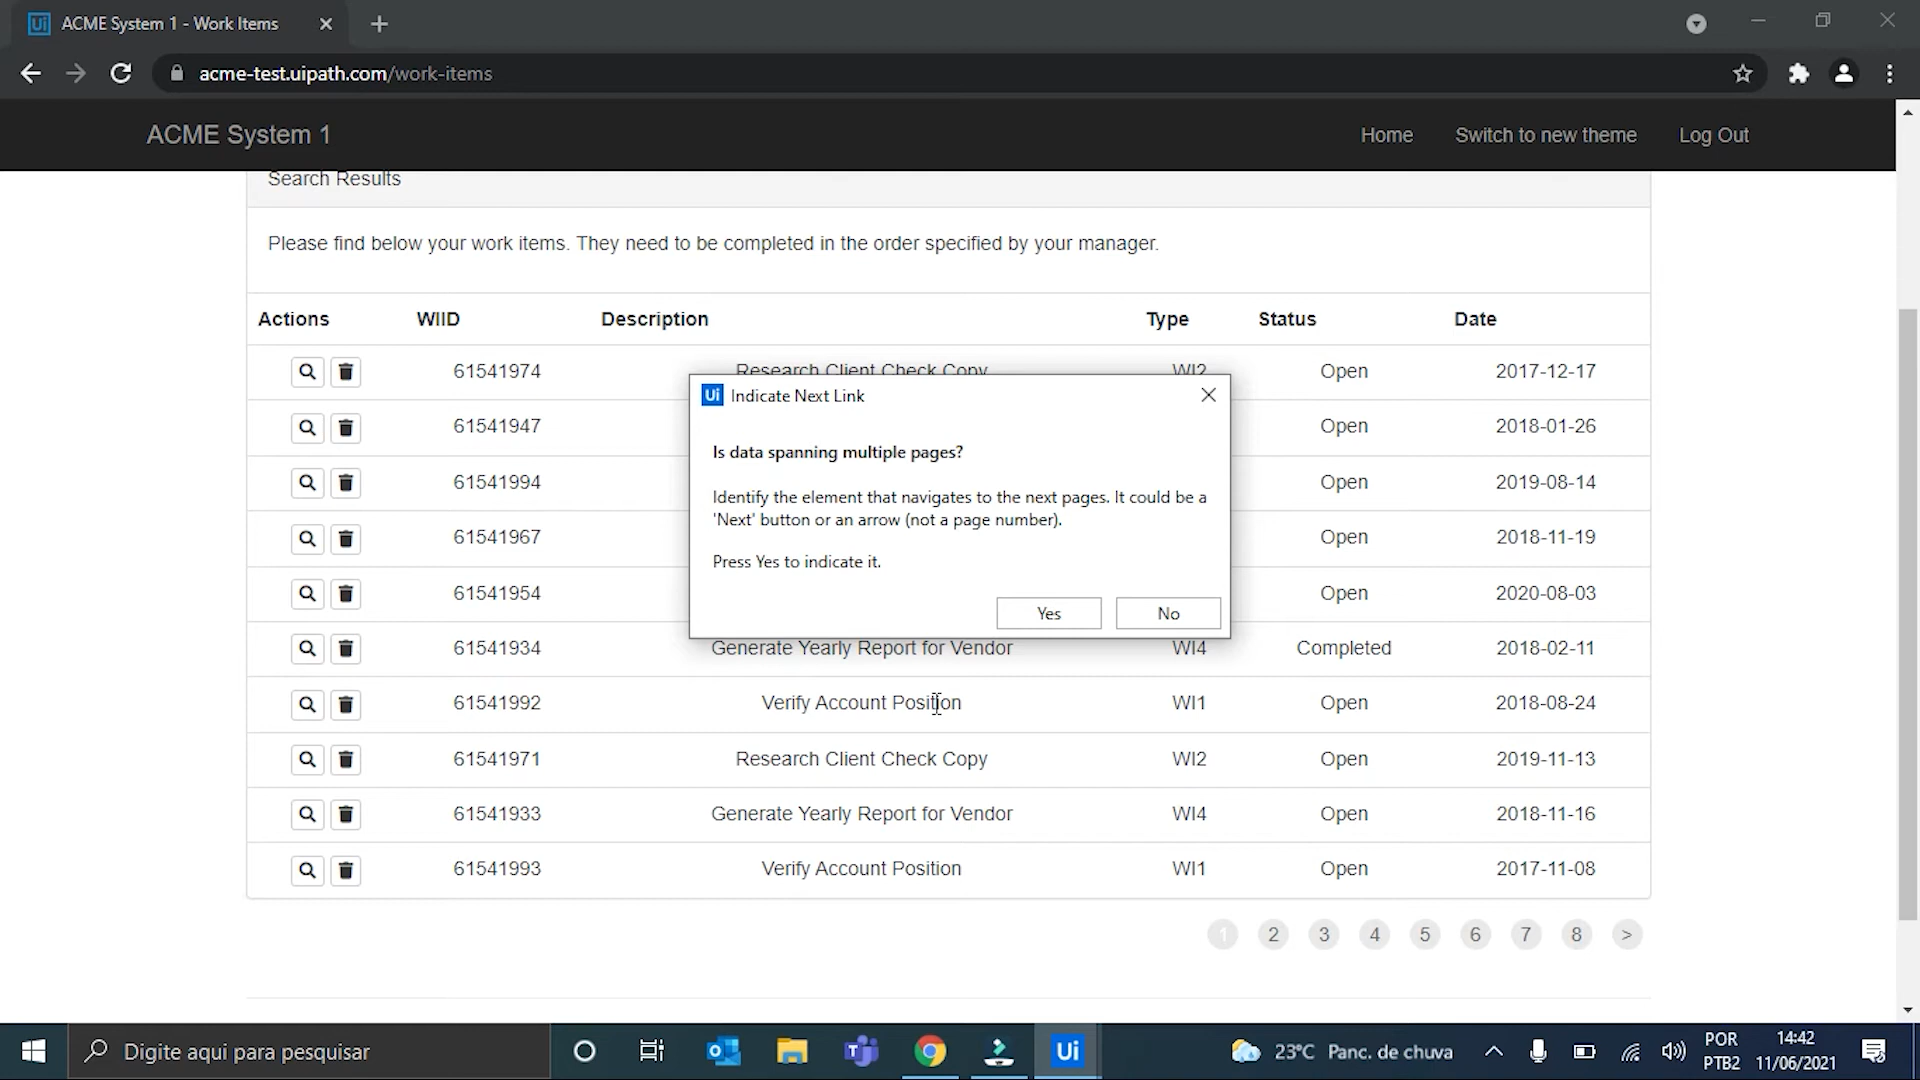 Ui ACME System 1 - Work Items
acme-test.uipath.com/work-items
ACME System 1 Home Switch to new theme Log Out
Search Results
Please find below your work items. They need to be completed in the order specified by your manager.
Actions WIID Description Type Status Date
61541974 Research Client Check Copy WI2 Open 2017-12-17
61541947 Open 2018-01-26
61541994 Open 2019-08-14
61541967 Open 2018-11-19
61541954 Open 2020-08-03
Ui Indicate Next Link
Is data spanning multiple pages?
Identify the element that navigates to the next pages. It could be a
'Next' button or an arrow (not a page number).
Press Yes to indicate it.
Yes No
61541934 Generate Yearly Report for Vendor WI4 Completed 2018-02-11
61541992 Verify Account Position WI1 Open 2018-08-24
61541971 Research Client Check Copy WI2 Open 2019-11-13
61541933 Generate Yearly Report for Vendor WI4 Open 2018-11-16
61541993 Verify Account Position WI1 Open 2017-11-08
1 2 3 4 5 6 7 8 >
Digite aqui para pesquisar
Ui
23°C Panc. de chuva
POR
PTB2
14:42
11/06/2021